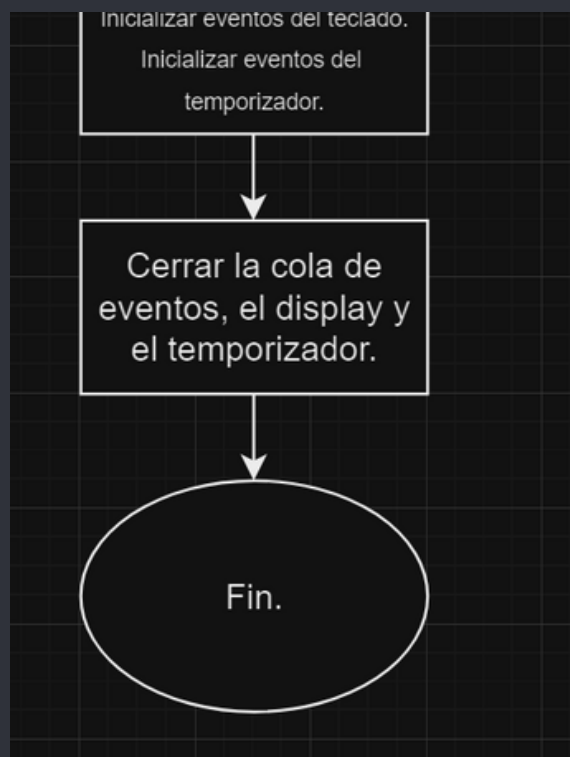 Inicializar eventos del teclado.
Inicializar eventos del
temporizador.
Cerrar la cola de
eventos, el display y
el temporizador.
Fin.